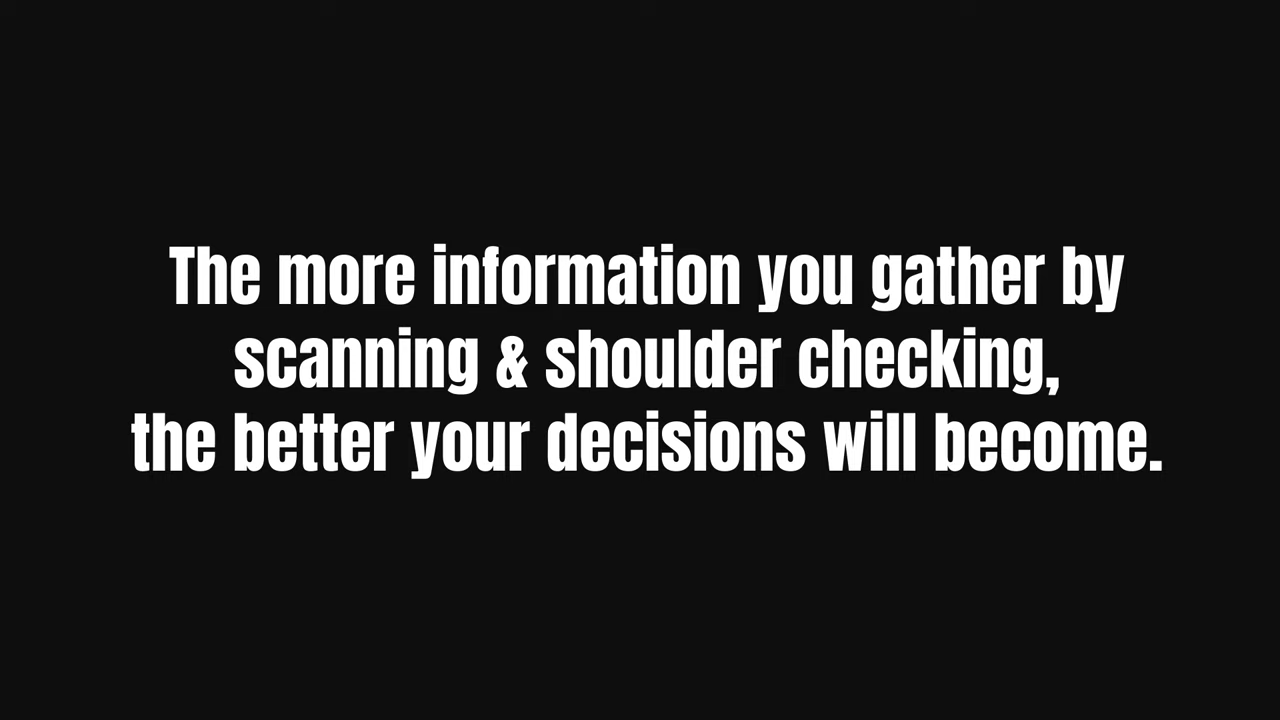 The more information you gather by
scanning & shoulder checking,
the better your decisions will become.